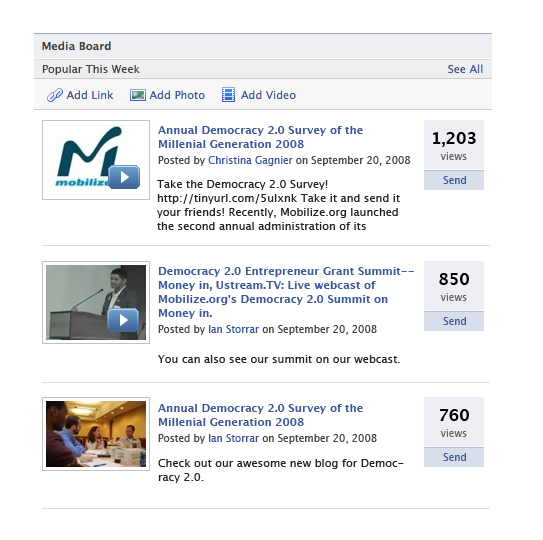 Media Board
Popular This Week See All
Add Link Add Photo Add Video
mobilize
Annual Democracy 2.0 Survey of the
Millenial Generation 2008
Posted by Christina Gagnier on September 20, 2008
Take the Democracy 2.0 Survey!
http://tinyurl.com/5ulxnk Take it and send it
your friends! Recently, Mobilize.org launched
the second annual administration of its
1,203
views
Send
Democracy 2.0 Entrepreneur Grant Summit--
Money in, Ustream.TV: Live webcast of
Mobilize.org's Democracy 2.0 Summit on
Money in.
Posted by Ian Storrar on September 20, 2008
You can also see our summit on our webcast.
850
views
Send
Annual Democracy 2.0 Survey of the
Millenial Generation 2008
Posted by Ian Storrar on September 20, 2008
Check out our awesome new blog for Democ-
racy 2.0.
760
views
Send